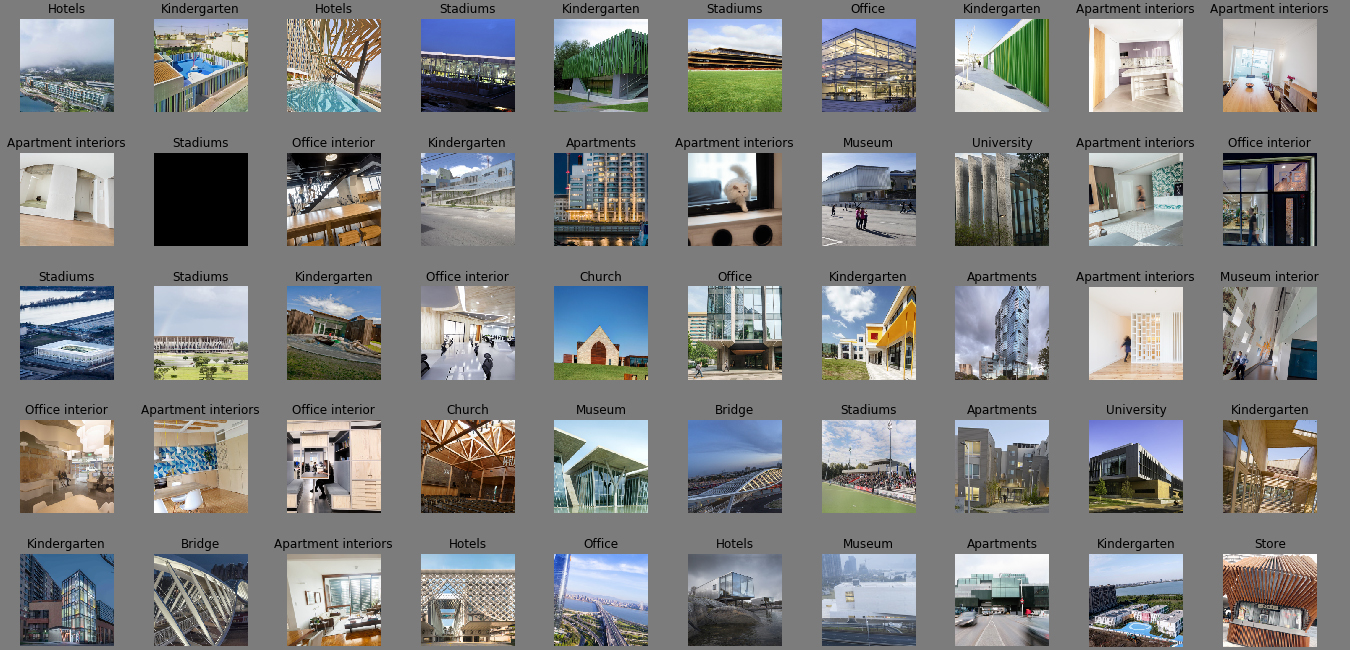 Hotels Kindergarten Hotels Stadiums Kindergarten Stadiums Office Kindergarten Apartment interiors Apartment interiors
Apartment interiors Stadiums Office interior Kindergarten Apartments Apartment interiors Museum University Apartment interiors Office interior
Stadiums Stadiums Kindergarten Office interior Church Office Kindergarten Apartments Apartment interiors Museum interior
Office interior Apartment interiors Office interior Church Museum Bridge Stadiums Apartments University Kindergarten
Kindergarten Bridge Apartment interiors Hotels Office Hotels Museum Apartments Kindergarten Store